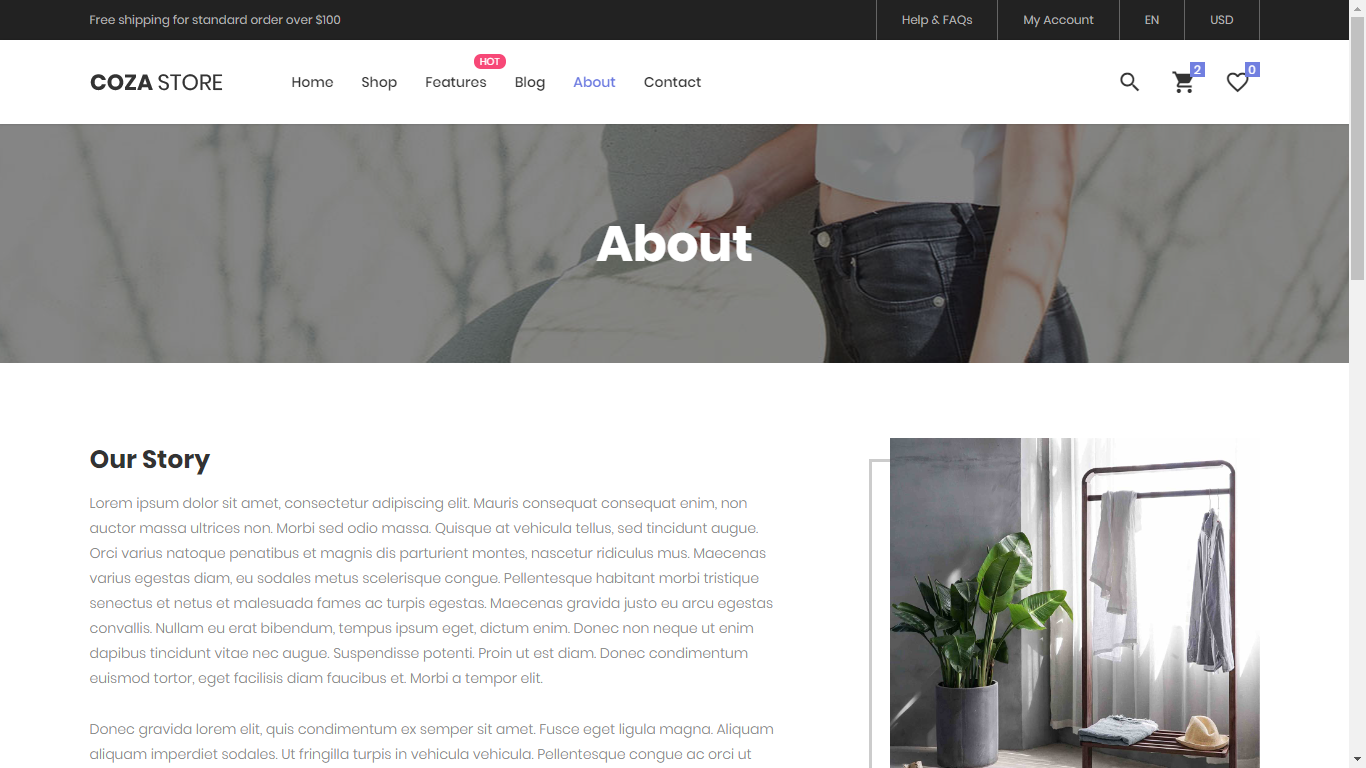 Free shipping for standard order over $100
Help & FAQs
My Account
EN
USD
COZA STORE
Home
Shop
Features
HOT
Blog
About
Contact
2
0
About
Our Story
Lorem ipsum dolor sit amet, consectetur adipiscing elit. Mauris consequat consequat enim, non
auctor massa ultrices non. Morbi sed odio massa. Quisque at vehicula tellus, sed tincidunt augue.
Orci varius natoque penatibus et magnis dis parturient montes, nascetur ridiculus mus. Maecenas
varius egestas diam, eu sodales metus scelerisque congue. Pellentesque habitant morbi tristique
senectus et netus et malesuada fames ac turpis egestas. Maecenas gravida justo eu arcu egestas
convallis. Nullam eu erat bibendum, tempus ipsum eget, dictum enim. Donec non neque ut enim
dapibus tincidunt vitae nec augue. Suspendisse potenti. Proin ut est diam. Donec condimentum
euismod tortor, eget facilisis diam faucibus et. Morbi a tempor elit.
Donec gravida lorem elit, quis condimentum ex semper sit amet. Fusce eget ligula magna. Aliquam
aliquam imperdiet sodales. Ut fringilla turpis in vehicula vehicula. Pellentesque congue ac orci ut